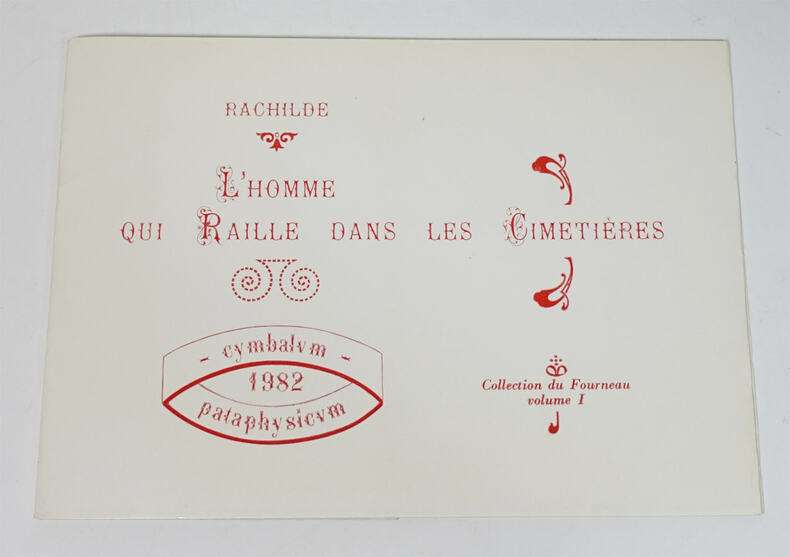 RACHILDE
L'HOMME
QUI RAILLE DANS LES CIMETIÈRES
- cymbalvm -
1982
pataphysicvm
Collection du Fourneau
volume I